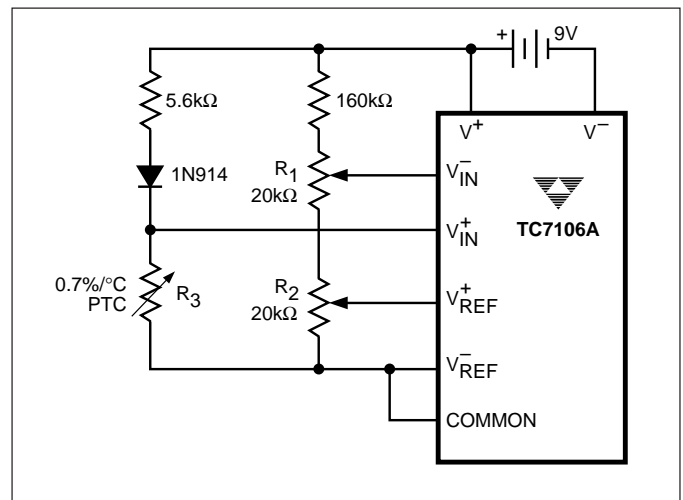 + 9V
5.6kΩ 160kΩ
V+ V–
1N914 R1
20kΩ
V–IN
TC7106A
V+IN
0.7%/°C
PTC
R3 R2
20kΩ
V+REF
V–REF
COMMON